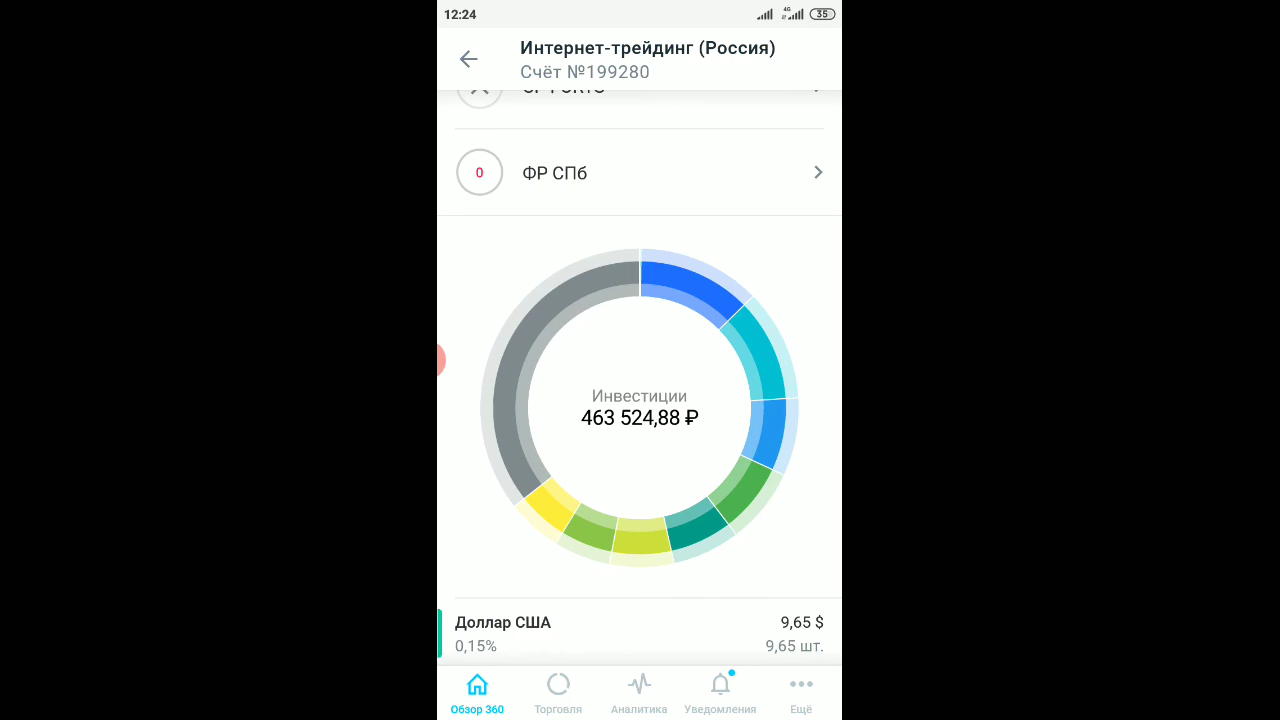 12:24
4G
35
Интернет-трейдинг (Россия)
Счёт №199280
0
ФР СПб
Инвестиции
463 524,88 ₽
Доллар США
9,65 $
0,15%
9,65 шт.
Обзор 360
Торговля
Аналитика
Уведомления
Ещё